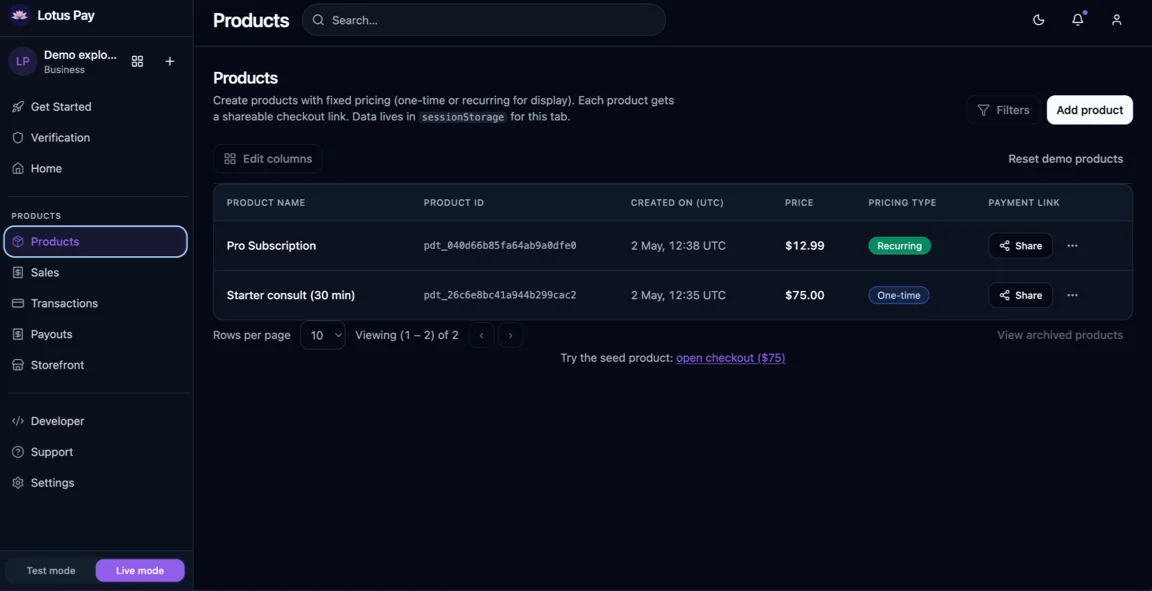 Lotus Pay
LP
Demo explo...
Business
Get Started
Verification
Home
PRODUCTS
Products
Sales
Transactions
Payouts
Storefront
Developer
Support
Settings
Test mode
Live mode
Products
Search...
Products
Create products with fixed pricing (one-time or recurring for display). Each product gets
a shareable checkout link. Data lives in sessionStorage for this tab.
Filters
Add product
Edit columns
Reset demo products
PRODUCT NAME PRODUCT ID CREATED ON (UTC) PRICE PRICING TYPE PAYMENT LINK
Pro Subscription pdt_040d66b85fa64ab9a0dfe0 2 May, 12:38 UTC $12.99 Recurring Share ...
Starter consult (30 min) pdt_26c6e8bc41a944b299cac2 2 May, 12:35 UTC $75.00 One-time Share ...
Rows per page 10 Viewing (1 – 2) of 2 ‹ › View archived products
Try the seed product: open checkout ($75)